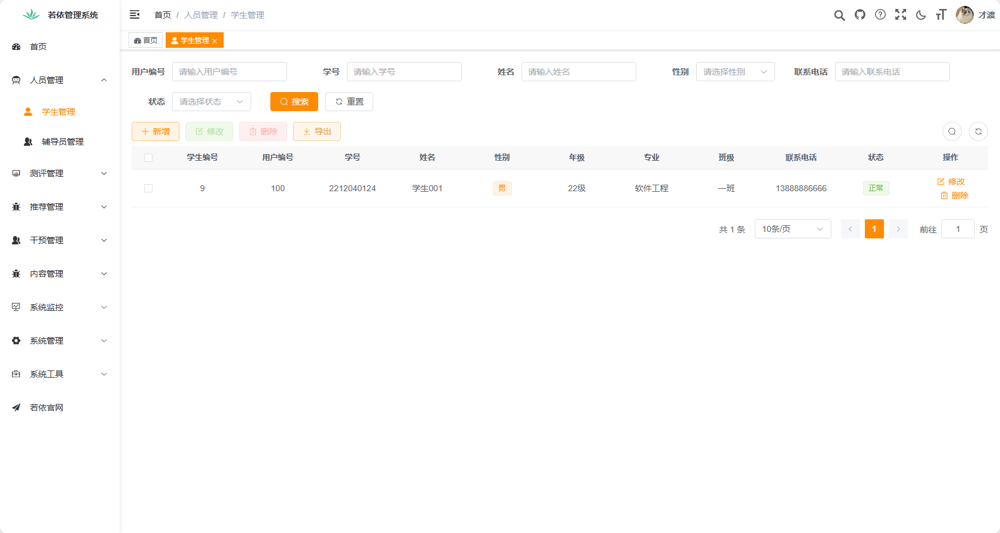 若依管理系统
首页
人员管理
学生管理
辅导员管理
测评管理
推荐管理
干预管理
内容管理
系统监控
系统管理
系统工具
若依官网
首页 / 人员管理 / 学生管理
才渡
首页
学生管理
用户编号 请输入用户编号 学号 请输入学号 姓名 请输入姓名 性别 请选择性别 联系电话 请输入联系电话
状态 请选择状态 搜索 重置
新增 修改 删除 导出
学生编号 用户编号 学号 姓名 性别 年级 专业 班级 联系电话 状态 操作
9 100 2212040124 学生001 男 22级 软件工程 一班 13888886666 正常 修改
删除
共 1 条 10条/页 1 前往 1 页